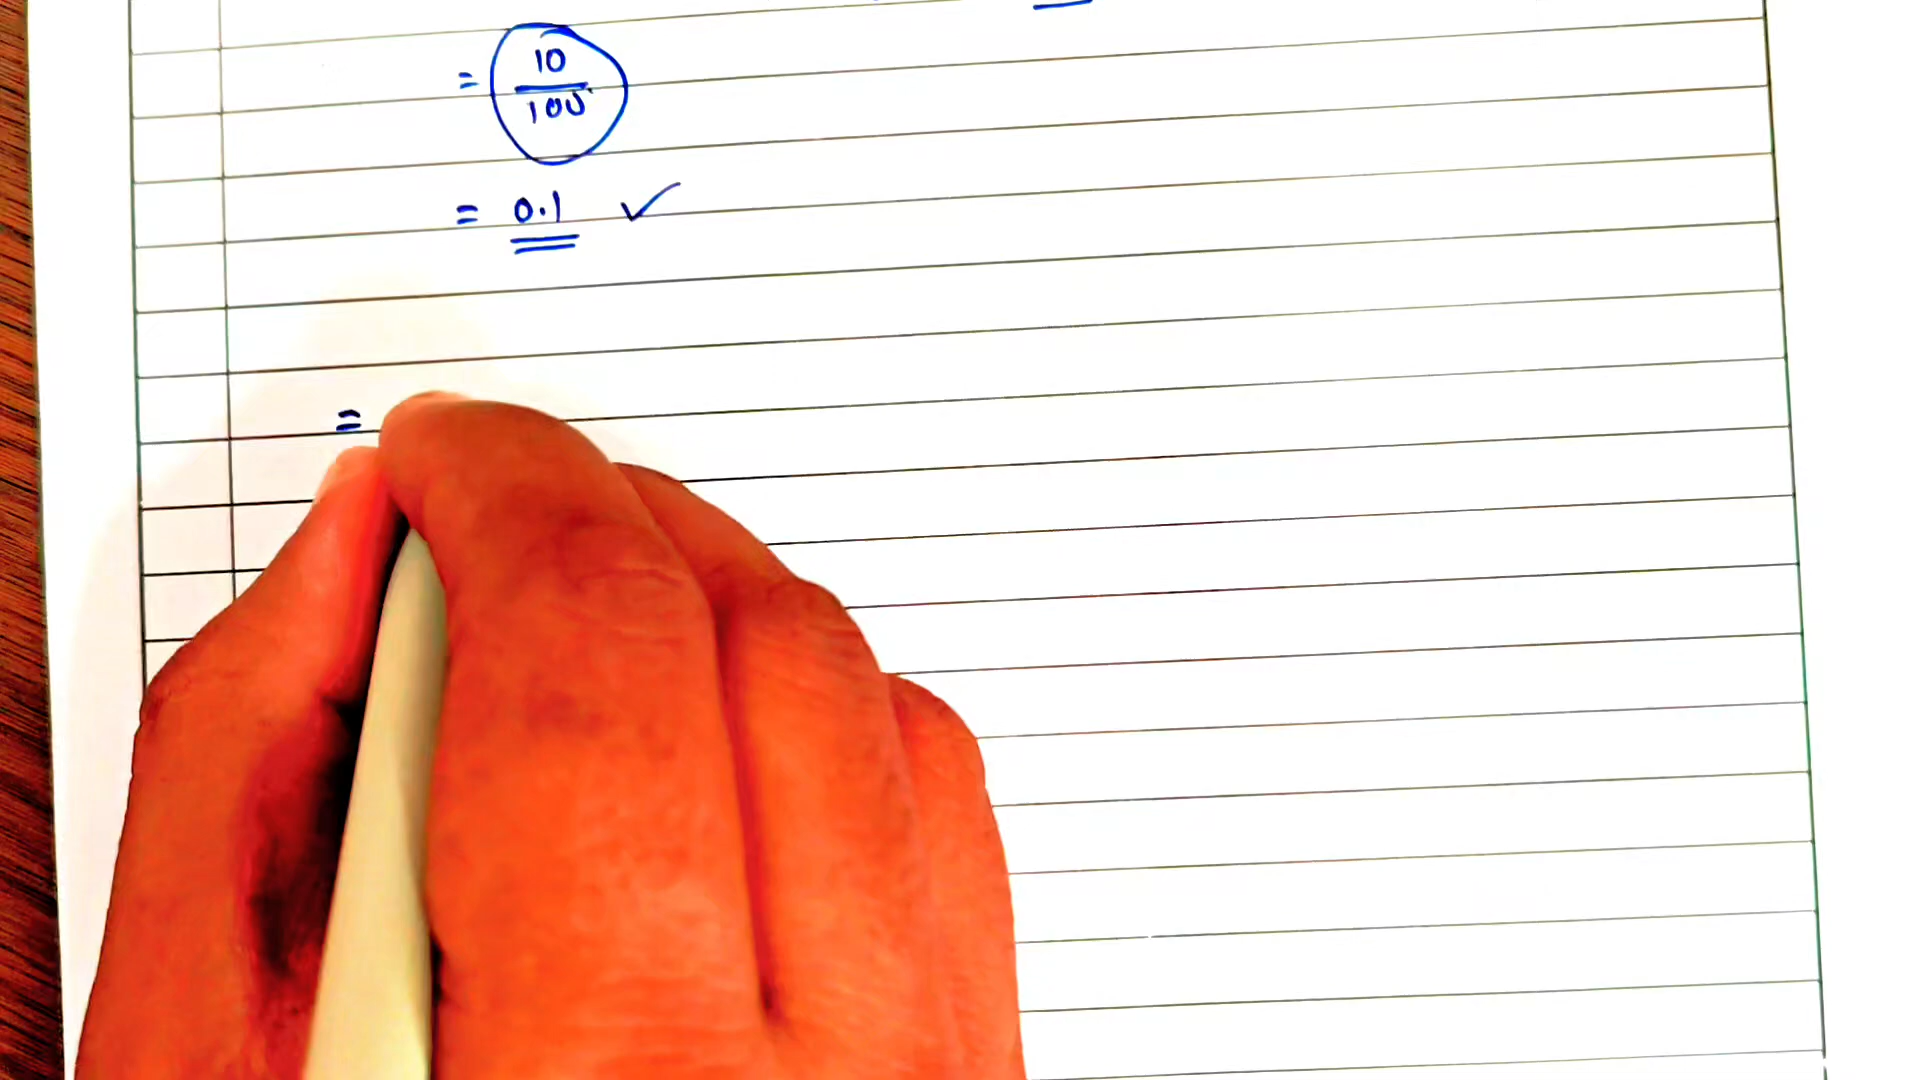 = 10/100
= 0.1 ✓
=